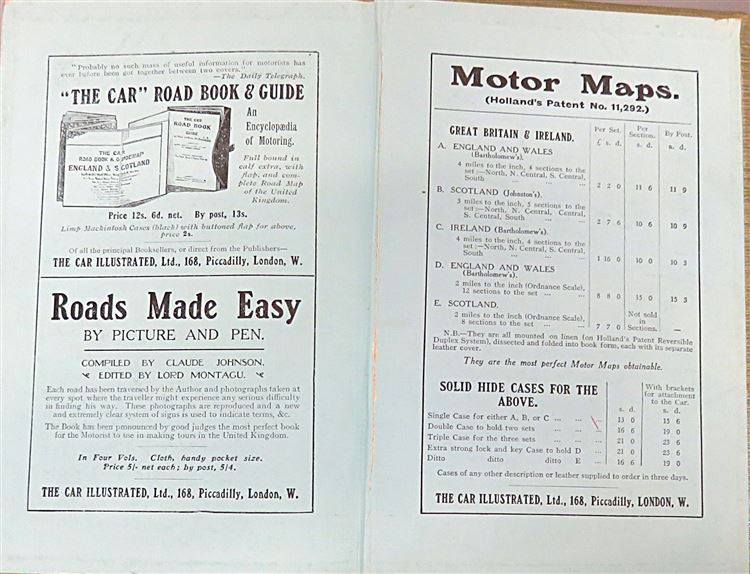 "Probably no such mass of useful information for motorists has
ever before been got together between two covers."
—The Daily Telegraph.
"THE CAR" ROAD BOOK & GUIDE
THE CAR
ROAD BOOK
GUIDE
THE CAR
ENGLAND & SCOTLAND
An
Encyclopædia
of Motoring.
Full bound in
calf extra, with
flap, and com-
plete Road Map
of the United
Kingdom.
Price 12s. 6d. net. By post, 13s.
Limp Mackintosh Cases (black) with buttoned flap for above,
price 2s.
Of all the principal Booksellers, or direct from the Publishers—
THE CAR ILLUSTRATED, Ltd., 168, Piccadilly, London, W.
Roads Made Easy
BY PICTURE AND PEN.
COMPILED BY CLAUDE JOHNSON.
EDITED BY LORD MONTAGU.
Each road has been traversed by the Author and photographs taken at
every spot where the traveller might experience any serious difficulty
in finding his way. These photographs are reproduced and a new
and extremely clear system of signs is used to indicate terms, &c.
The Book has been pronounced by good judges the most perfect book
for the Motorist to use in making tours in the United Kingdom.
In Four Vols. Cloth, handy pocket size.
Price 5/- net each; by post, 5/4.
THE CAR ILLUSTRATED, Ltd., 168, Piccadilly, London, W.
Motor Maps.
(Holland's Patent No. 11,292.)
GREAT BRITAIN & IRELAND. Per Set. Per Section. By Post.
£ s. d. s. d. s. d.
A. ENGLAND AND WALES
(Bartholomew's).
4 miles to the inch, 4 sections to the
set:—North, N. Central, S. Central,
South ... 2 2 0 11 6 11 9
B. SCOTLAND (Johnston's).
3 miles to the inch, 5 sections to the
set:—North, N. Central, Central,
S. Central, South ... 2 7 6 10 6 10 9
C. IRELAND (Bartholomew's).
4 miles to the inch, 4 sections to the
set:—North, N. Central, S. Central,
South ... ... 1 16 0 10 0 10 3
D. ENGLAND AND WALES
(Bartholomew's).
2 miles to the inch (Ordnance Scale),
12 sections to the set ... ... 8 8 0 15 0 15 3
E. SCOTLAND.
2 miles to the inch (Ordnance Scale),
8 sections to the set ... ... 7 7 0 Not sold in Sections. —
N.B.—They are all mounted on linen (on Holland's Patent Reversible
Duplex System), dissected and folded into book form, each with its separate
leather cover.
They are the most perfect Motor Maps obtainable.
SOLID HIDE CASES FOR THE
ABOVE.
With brackets
for attachment
to the Car.
s. d. s. d.
Single Case for either A, B, or C ... ... 13 0 15 6
Double Case to hold two sets ... ... ... 16 6 19 0
Triple Case for the three sets ... ... ... 21 0 23 6
Extra strong lock and key Case to hold D ... 21 0 23 6
Ditto ditto ditto E ... 16 6 19 0
Cases of any other description or leather supplied to order in three days.
THE CAR ILLUSTRATED, Ltd., 168, Piccadilly, LONDON, W.